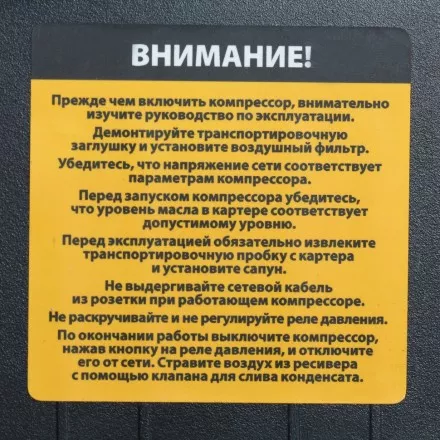 ВНИМАНИЕ!
Прежде чем включить компрессор, внимательно
изучите руководство по эксплуатации.
Демонтируйте транспортировочную
заглушку и установите воздушный фильтр.
Убедитесь, что напряжение сети соответствует
параметрам компрессора.
Перед запуском компрессора убедитесь,
что уровень масла в картере соответствует
допустимому уровню.
Перед эксплуатацией обязательно извлеките
транспортировочную пробку с картера
и установите сапун.
Не выдергивайте сетевой кабель
из розетки при работающем компрессоре.
Не раскручивайте и не регулируйте реле давления.
По окончании работы выключите компрессор,
нажав кнопку на реле давления, и отключите
его от сети. Стравите воздух из ресивера
с помощью клапана для слива конденсата.